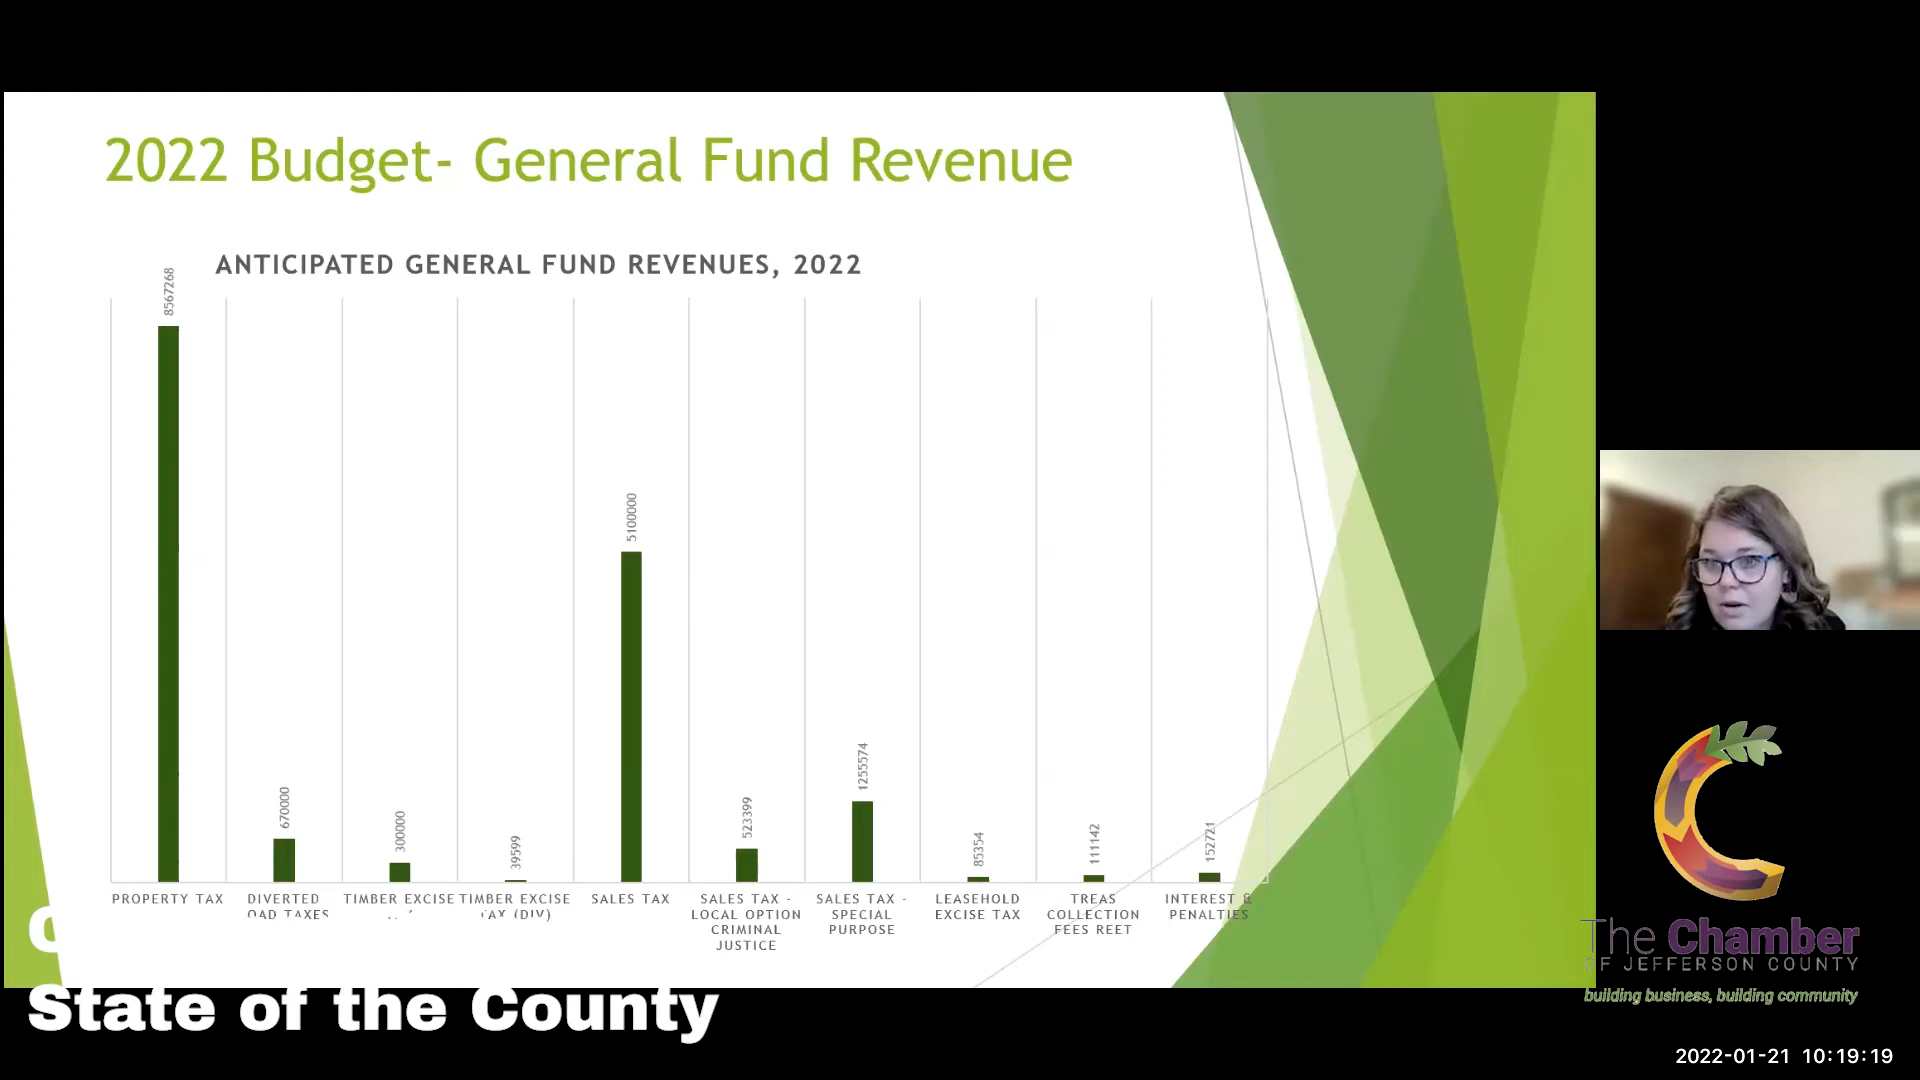 2022 Budget- General Fund Revenue
ANTICIPATED GENERAL FUND REVENUES, 2022
8567268
670000
300000
39599
5100000
523399
1255574
85354
111142
152721
PROPERTY TAX
DIVERTED
TAXES
TIMBER EXCISE
TIMBER EXCISE
TAX (DIV)
SALES TAX
SALES TAX -
LOCAL OPTION
CRIMINAL
JUSTICE
SALES TAX -
SPECIAL
PURPOSE
LEASEHOLD
EXCISE TAX
TREAS
COLLECTION
FEES REET
INTEREST &
PENALTIES
State of the County
The Chamber
OF JEFFERSON COUNTY
building business, building community
2022-01-21 10:19:19